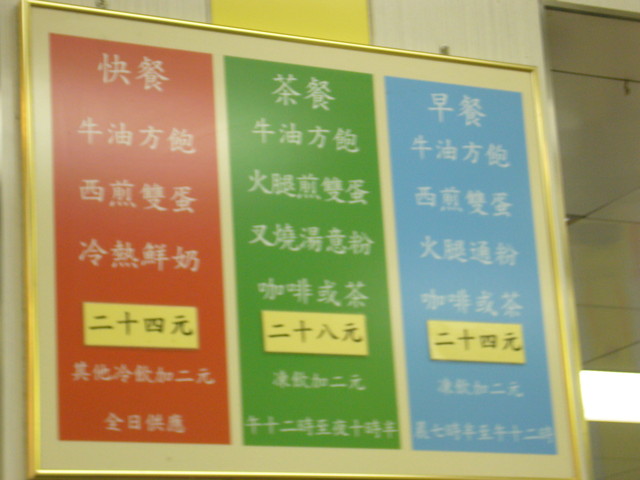 快餐
牛油方飽
西煎雙蛋
冷熱鮮奶
二十四元
其他冷飲加二元
全日供應
茶餐
牛油方飽
火腿煎雙蛋
叉燒湯意粉
咖啡或茶
二十八元
凍飲加二元
午十二時至夜十時半
早餐
牛油方飽
西煎雙蛋
火腿通粉
咖啡或茶
二十四元
凍飲加二元
晨七時半至午十二時